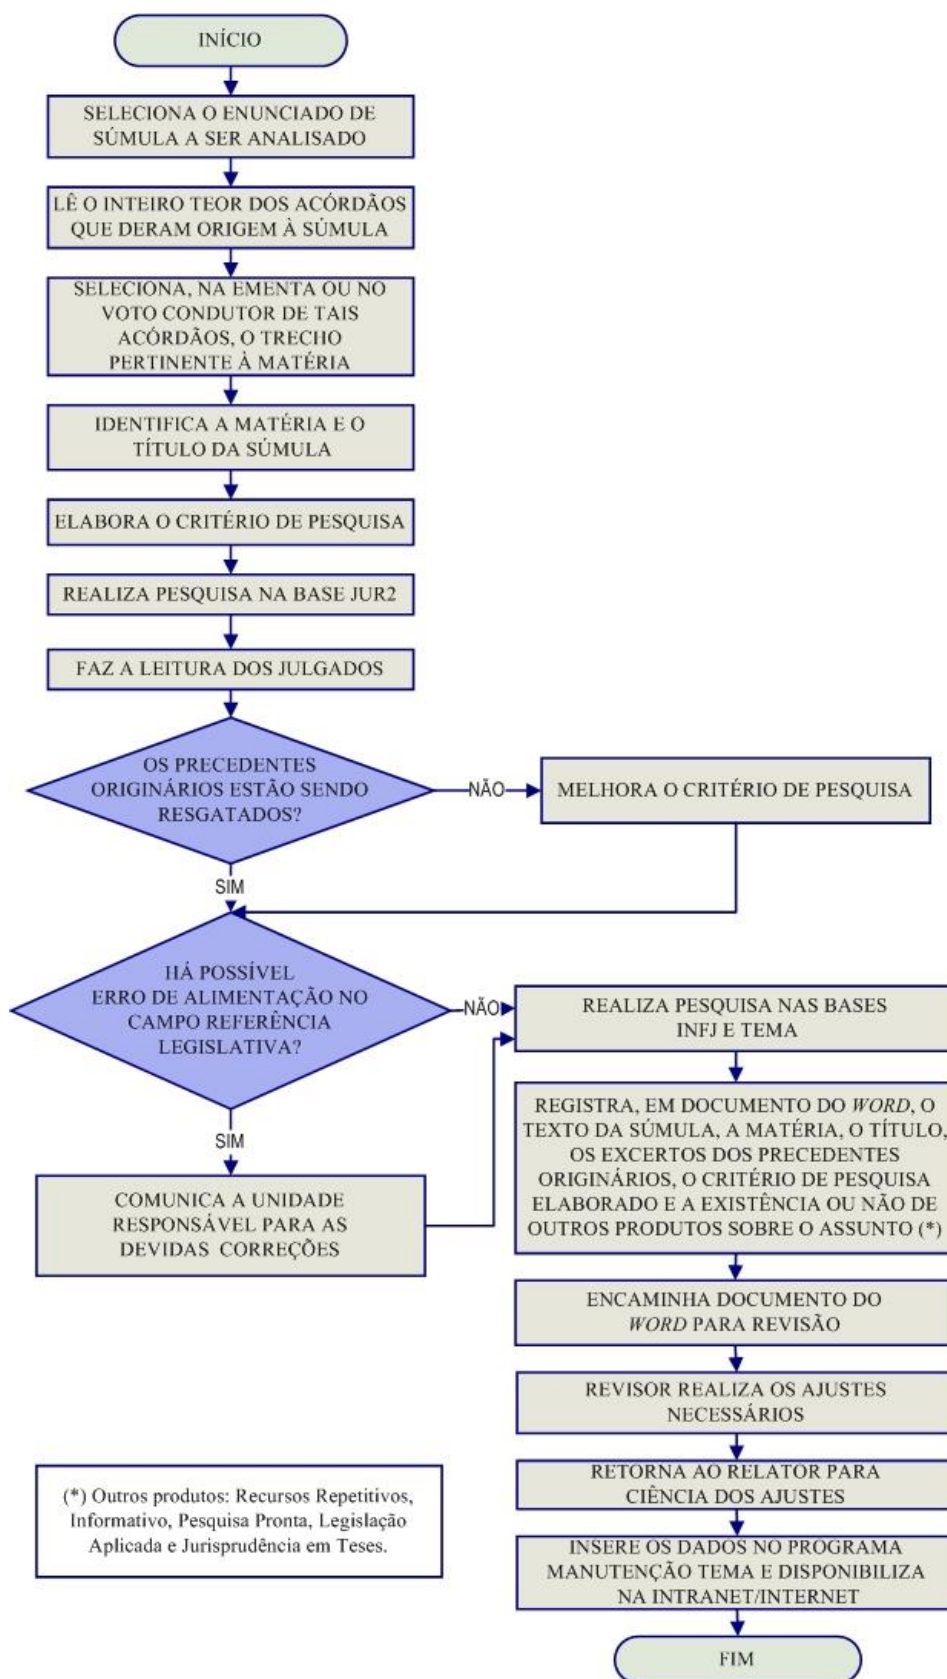 INÍCIO
SELECIONA O ENUNCIADO DE
SÚMULA A SER ANALISADO
LÊ O INTEIRO TEOR DOS ACÓRDÃOS
QUE DERAM ORIGEM À SÚMULA
SELECIONA, NA EMENTA OU NO
VOTO CONDUTOR DE TAIS
ACÓRDÃOS, O TRECHO
PERTINENTE À MATÉRIA
IDENTIFICA A MATÉRIA E O
TÍTULO DA SÚMULA
ELABORA O CRITÉRIO DE PESQUISA
REALIZA PESQUISA NA BASE JUR2
FAZ A LEITURA DOS JULGADOS
OS PRECEDENTES
ORIGINÁRIOS ESTÃO SENDO
RESGATADOS?
NÃO
MELHORA O CRITÉRIO DE PESQUISA
SIM
HÁ POSSÍVEL
ERRO DE ALIMENTAÇÃO NO
CAMPO REFERÊNCIA
LEGISLATIVA?
NÃO
REALIZA PESQUISA NAS BASES
INFJ E TEMA
SIM
COMUNICA A UNIDADE
RESPONSÁVEL PARA AS
DEVIDAS CORREÇÕES
REGISTRA, EM DOCUMENTO DO WORD, O
TEXTO DA SÚMULA, A MATÉRIA, O TÍTULO,
OS EXCERTOS DOS PRECEDENTES
ORIGINÁRIOS, O CRITÉRIO DE PESQUISA
ELABORADO E A EXISTÊNCIA OU NÃO DE
OUTROS PRODUTOS SOBRE O ASSUNTO (*)
ENCAMINHA DOCUMENTO DO
WORD PARA REVISÃO
REVISOR REALIZA OS AJUSTES
NECESSÁRIOS
RETORNA AO RELATOR PARA
CIÊNCIA DOS AJUSTES
INSERE OS DADOS NO PROGRAMA
MANUTENÇÃO TEMA E DISPONIBILIZA
NA INTRANET/INTERNET
FIM
(*) Outros produtos: Recursos Repetitivos,
Informativo, Pesquisa Pronta, Legislação
Aplicada e Jurisprudência em Teses.